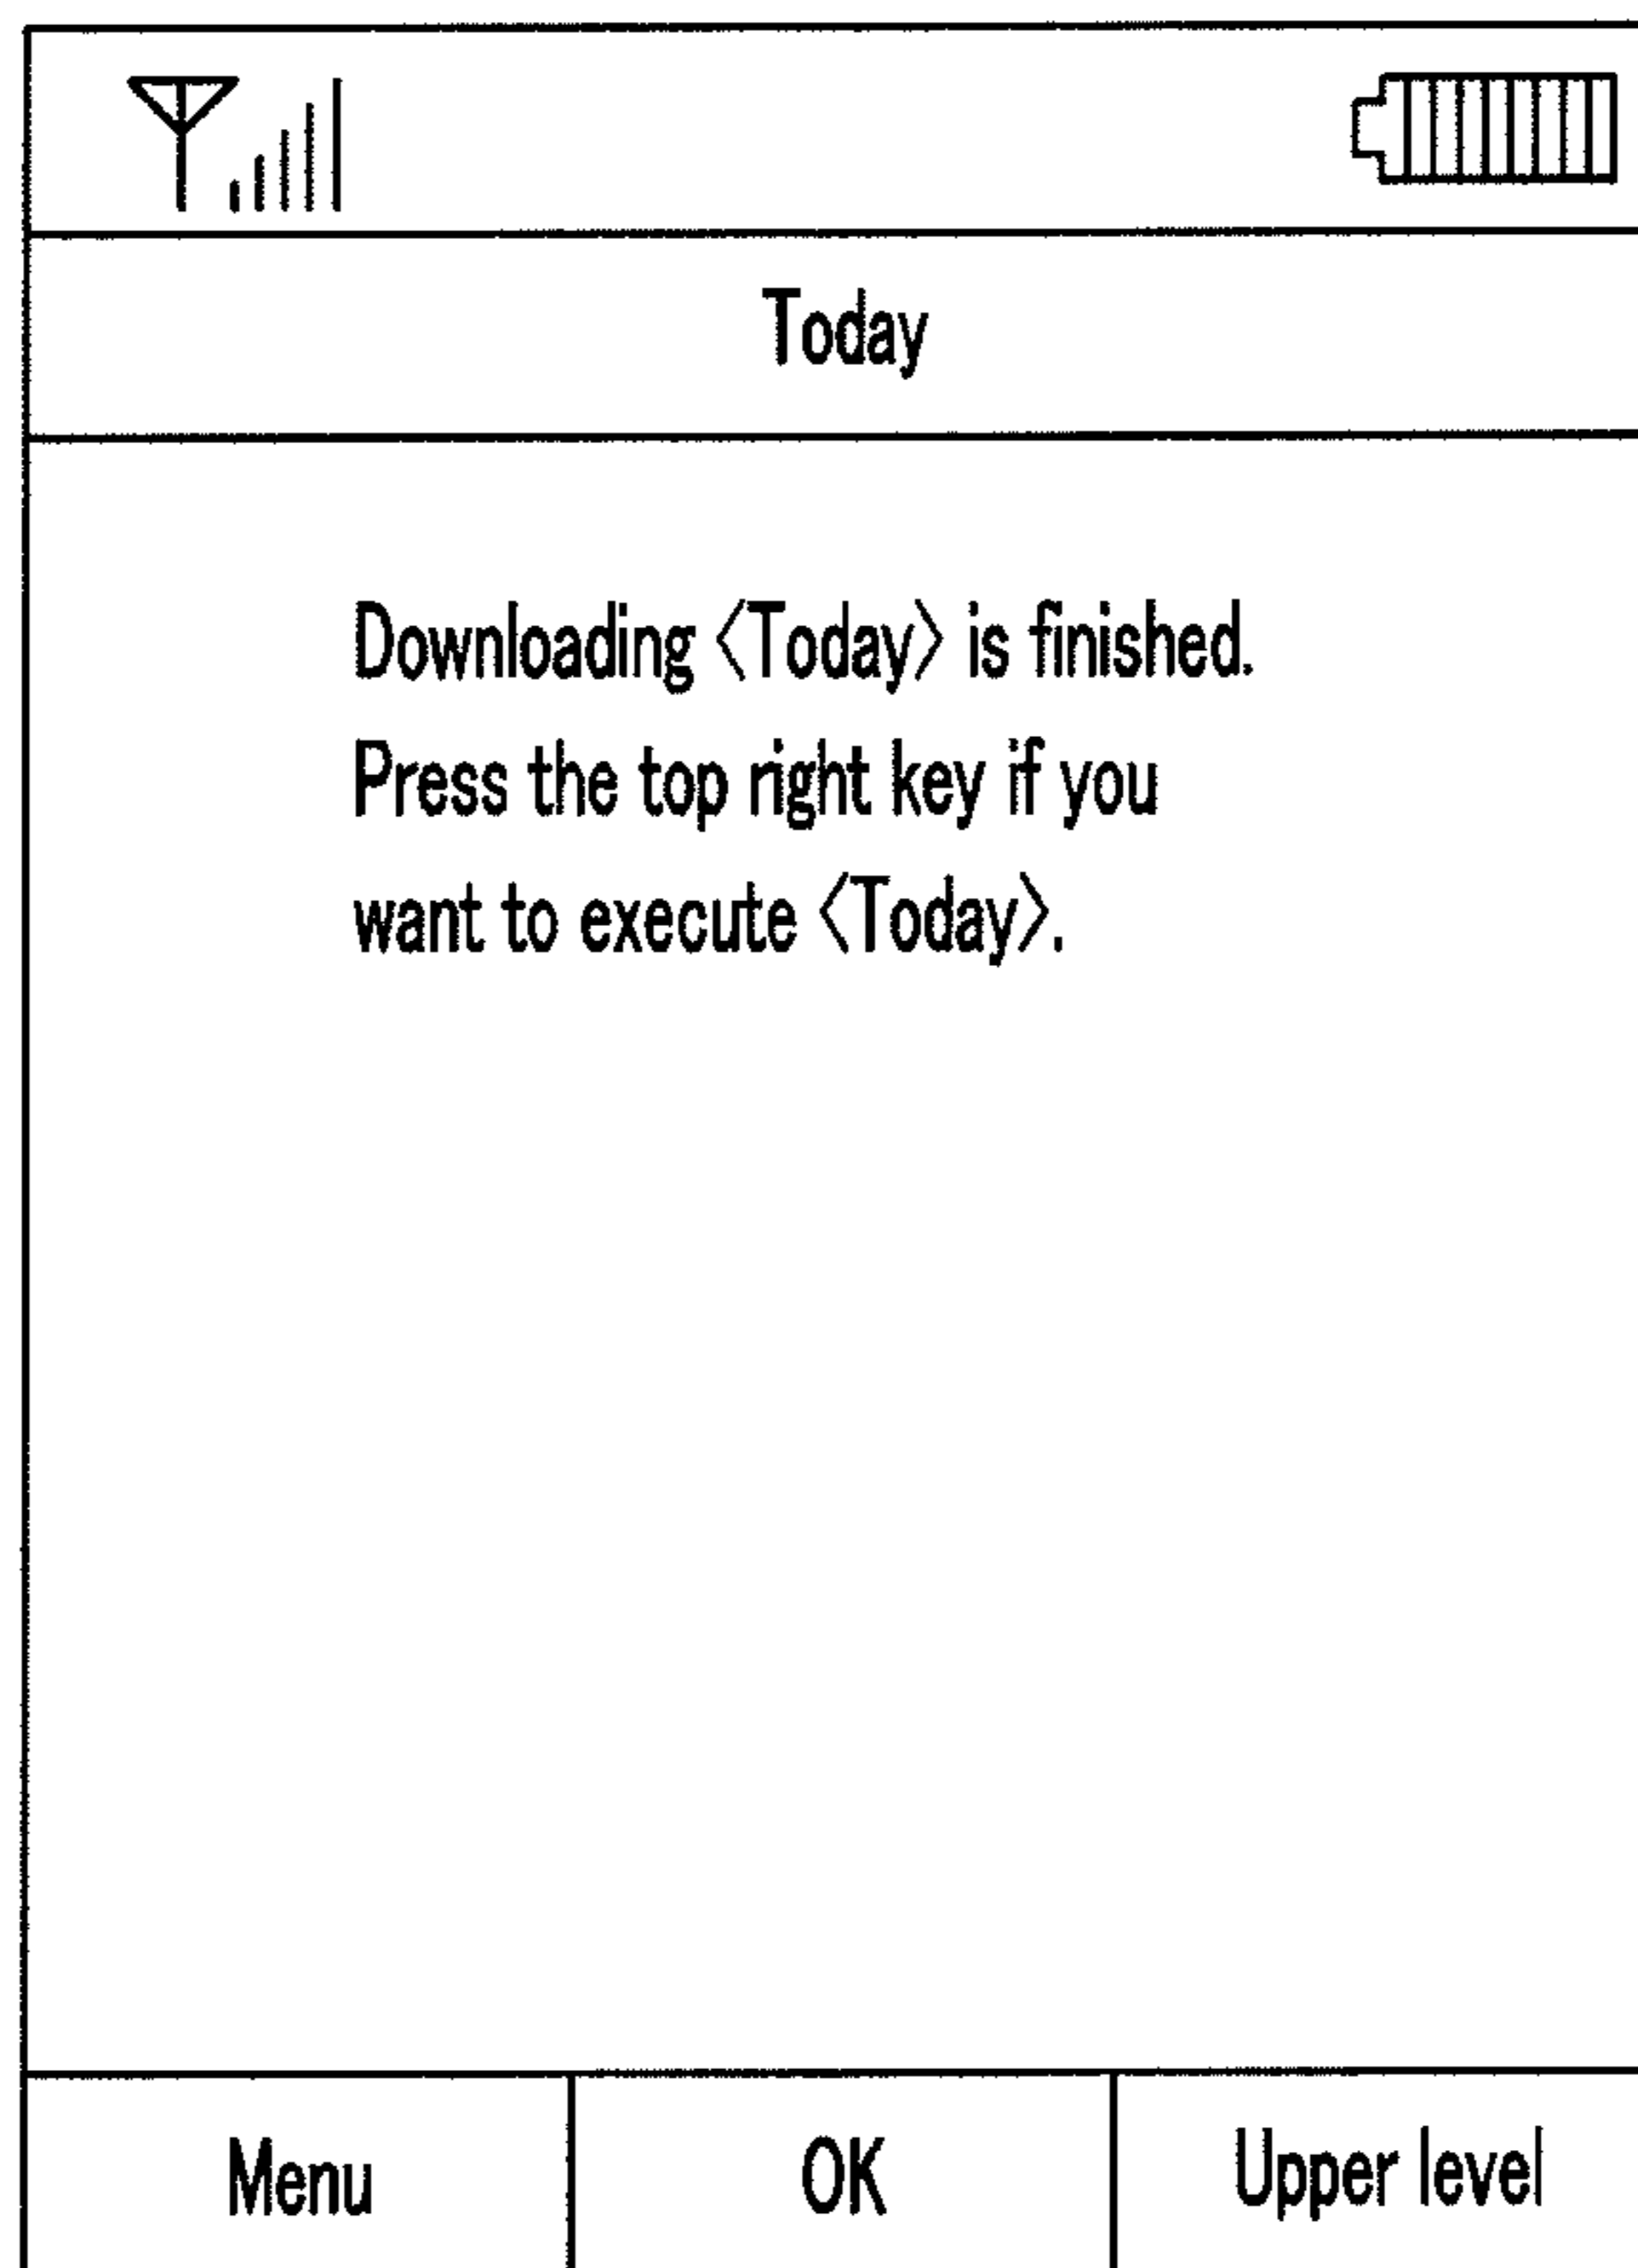 Today
Downloading〈Today〉is finished.
Press the top right key if you
want to execute〈Today〉.
Menu
OK
Upper level